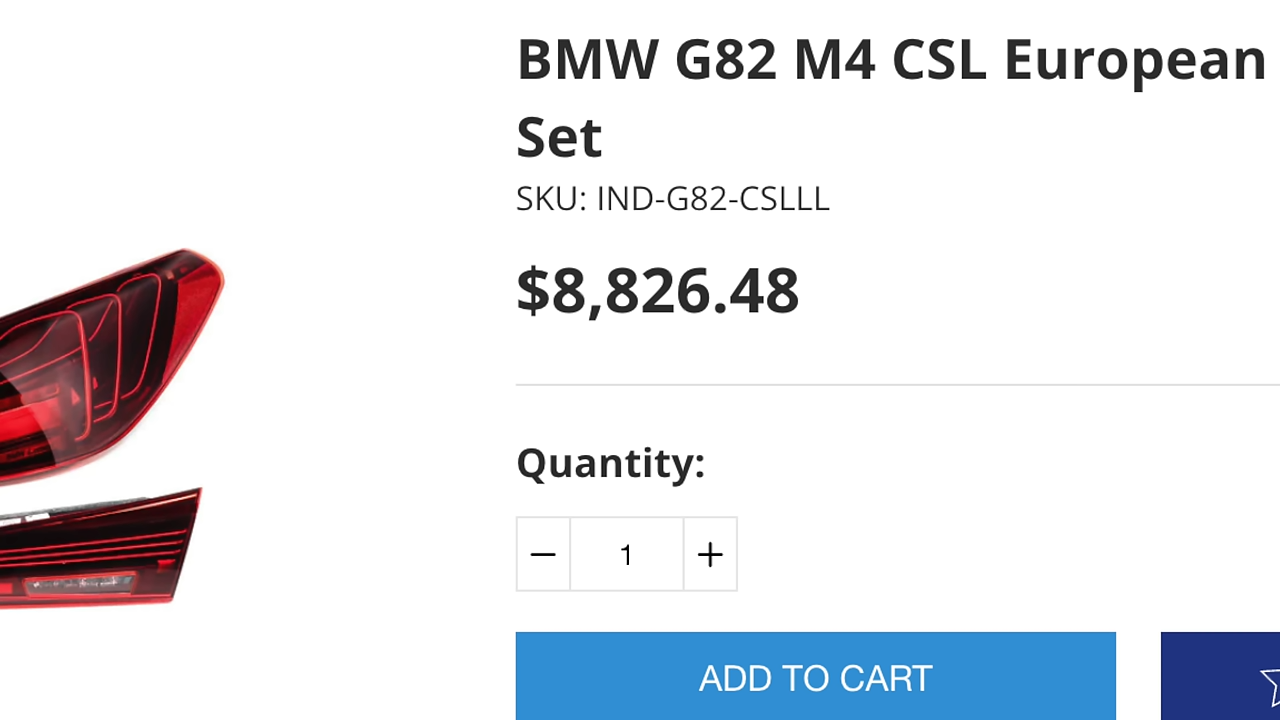 BMW G82 M4 CSL European
Set
SKU: IND-G82-CSLLL
$8,826.48
Quantity:
1
ADD TO CART